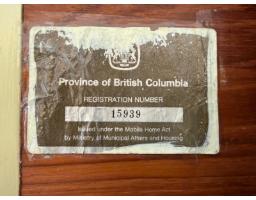 Province of British Columbia
REGISTRATION NUMBER
15939
Issued under the Mobile Home Act
by Ministry of Municipal Affairs and Housing